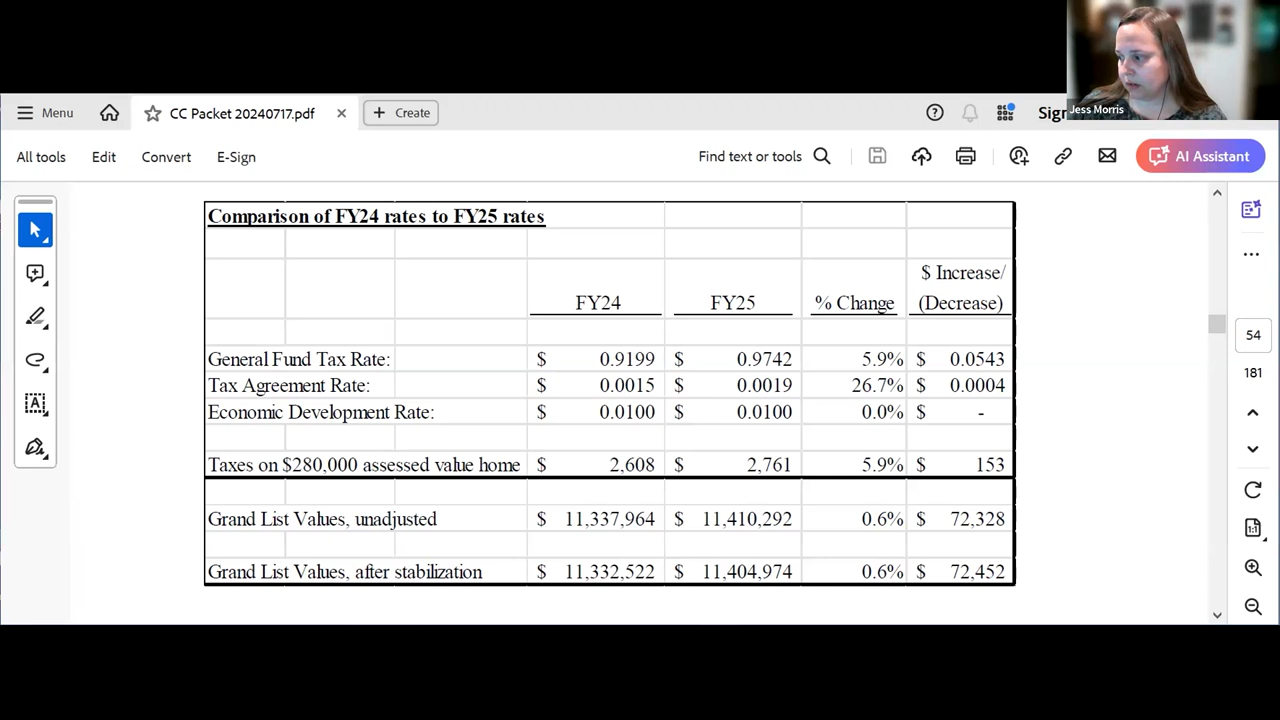 Jess Morris
Menu
CC Packet 20240717.pdf
Create
Sign
All tools
Edit
Convert
E-Sign
Find text or tools
AI Assistant
Comparison of FY24 rates to FY25 rates
$ Increase/
FY24 FY25 % Change (Decrease)
General Fund Tax Rate: $ 0.9199 $ 0.9742 5.9% $ 0.0543
Tax Agreement Rate: $ 0.0015 $ 0.0019 26.7% $ 0.0004
Economic Development Rate: $ 0.0100 $ 0.0100 0.0% $ -
Taxes on $280,000 assessed value home $ 2,608 $ 2,761 5.9% $ 153
Grand List Values, unadjusted $ 11,337,964 $ 11,410,292 0.6% $ 72,328
Grand List Values, after stabilization $ 11,332,522 $ 11,404,974 0.6% $ 72,452
54
181
1:1